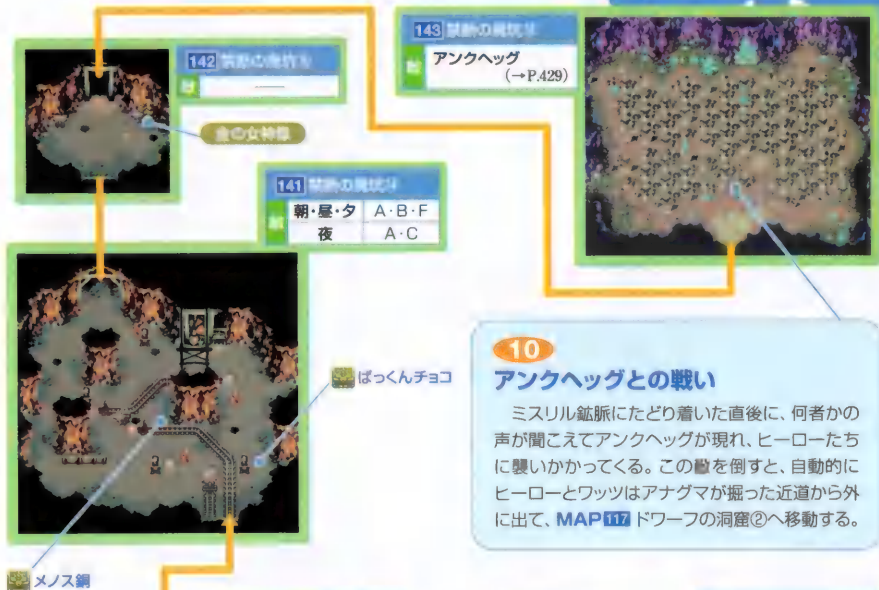 143 禁断の廃坑
敵
アンクヘッグ
(→P.429)
142 禁断の廃坑
金の女神像
141 禁断の廃坑
敵
朝・昼・夕 A・B・F
夜 A・C
ぱっくんチョコ
メノス銅
10
アンクヘッグとの戦い
ミスリル鉱脈にたどり着いた直後に、何者かの
声が聞こえてアンクヘッグが現れ、ヒーローたち
に襲いかかってくる。この敵を倒すと、自動的に
ヒーローとワッツはアナグマが掘った近道から外
に出て、MAP117 ドワーフの洞窟②へ移動する。